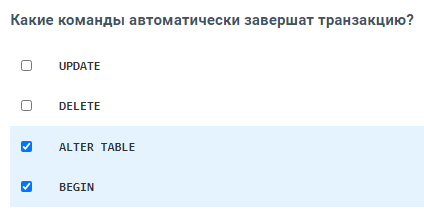 Какие команды автоматически завершат транзакцию?
UPDATE
DELETE
ALTER TABLE
BEGIN